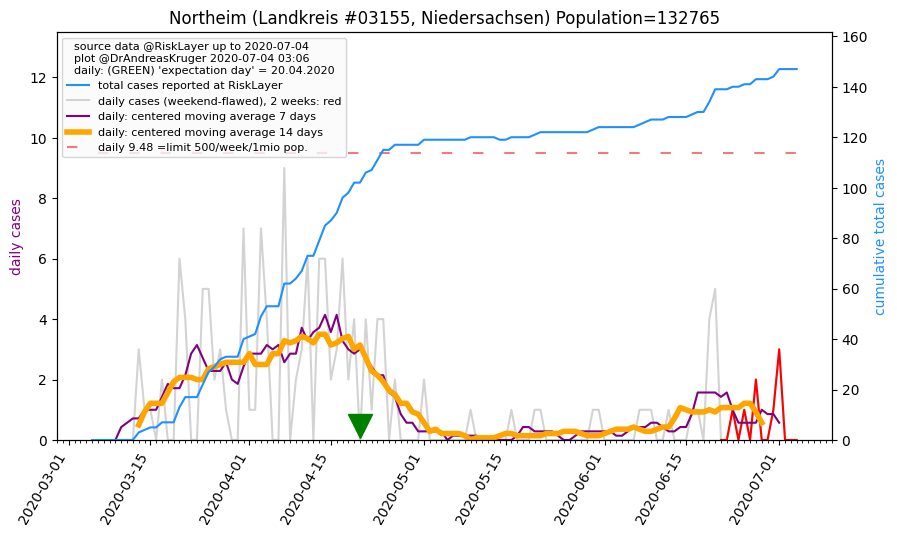 Northeim (Landkreis #03155, Niedersachsen) Population=132765
source data @RiskLayer up to 2020-07-04
plot @DrAndreasKruger 2020-07-04 03:06
daily: (GREEN) 'expectation day' = 20.04.2020
total cases reported at RiskLayer
daily cases (weekend-flawed), 2 weeks: red
daily: centered moving average 7 days
daily: centered moving average 14 days
daily 9.48 =limit 500/week/1mio pop.
daily cases
12
10
8
6
4
2
0
160
140
120
100
80
60
40
20
0
cumulative total cases
2020-03-01
2020-03-15
2020-04-01
2020-04-15
2020-05-01
2020-05-15
2020-06-01
2020-06-15
2020-07-01